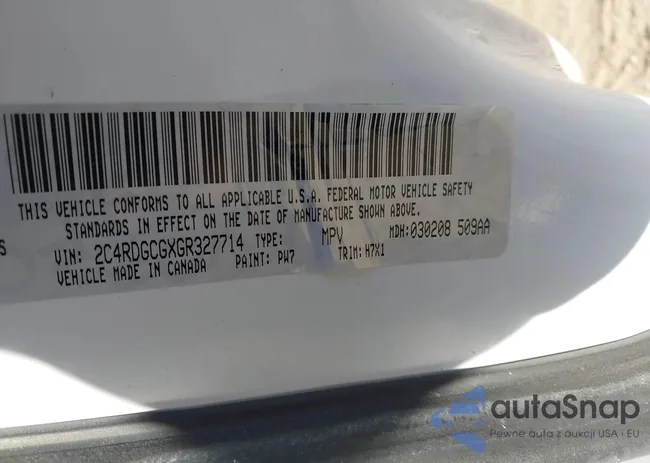 THIS VEHICLE CONFORMS TO ALL APPLICABLE U.S.A. FEDERAL MOTOR VEHICLE SAFETY
STANDARDS IN EFFECT ON THE DATE OF MANUFACTURE SHOWN ABOVE.
VIN: 2C4RDGCGXGR327714 TYPE: MPV MDH:030208 509AA
VEHICLE MADE IN CANADA PAINT: PW7 TRIM: H7X1
autaSnap
Pewne auta z aukcji USA i EU